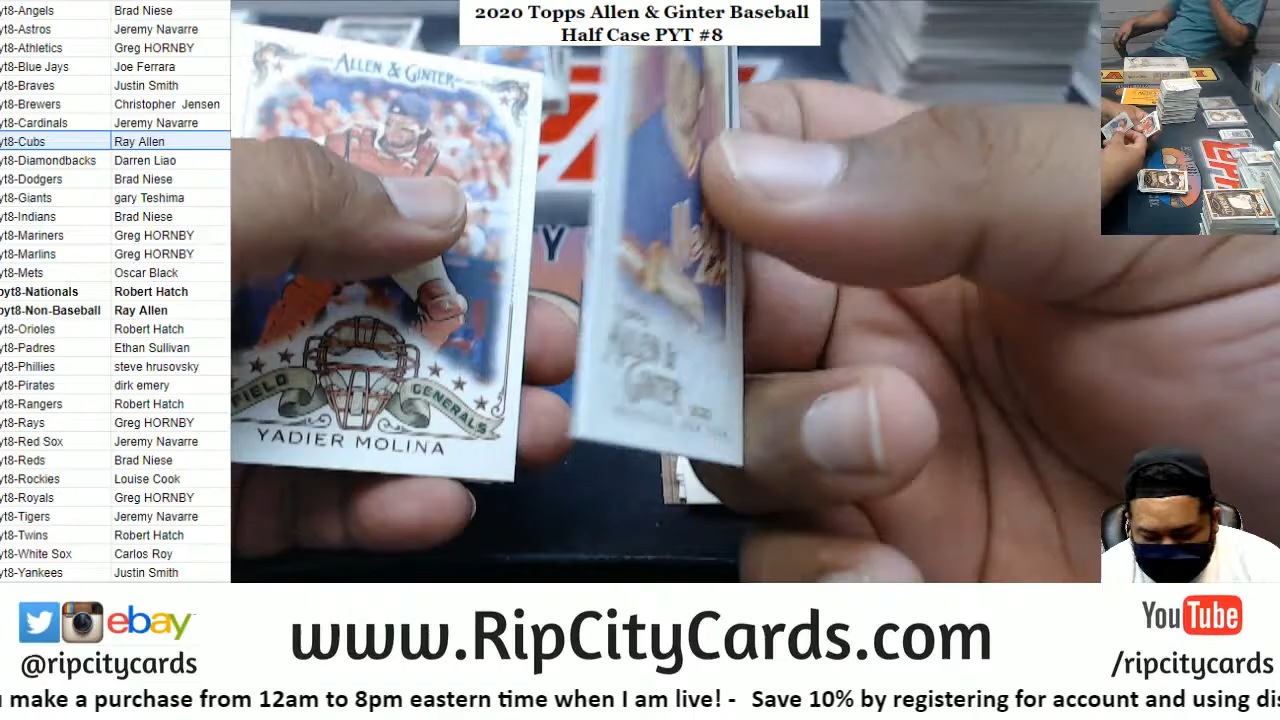 2020 Topps Allen & Ginter Baseball
Half Case PYT #8
yt8-Angels Brad Niese
yt8-Astros Jeremy Navarre
yt8-Athletics Greg HORNBY
yt8-Blue Jays Joe Ferrara
yt8-Braves Justin Smith
yt8-Brewers Christopher Jensen
yt8-Cardinals Jeremy Navarre
yt8-Cubs Ray Allen
yt8-Diamondbacks Darren Liao
yt8-Dodgers Brad Niese
yt8-Giants gary Teshima
yt8-Indians Brad Niese
yt8-Mariners Greg HORNBY
yt8-Marlins Greg HORNBY
yt8-Mets Oscar Black
pyt8-Nationals Robert Hatch
pyt8-Non-Baseball Ray Allen
yt8-Orioles Robert Hatch
yt8-Padres Ethan Sullivan
yt8-Phillies steve hrusovsky
yt8-Pirates dirk emery
yt8-Rangers Robert Hatch
yt8-Rays Greg HORNBY
yt8-Red Sox Jeremy Navarre
yt8-Reds Brad Niese
yt8-Rockies Louise Cook
yt8-Royals Greg HORNBY
yt8-Tigers Jeremy Navarre
yt8-Twins Robert Hatch
yt8-White Sox Carlos Roy
yt8-Yankees Justin Smith
ALLEN & GINTER
FIELD GENERALS
YADIER MOLINA
ebay
@ripcitycards
www.RipCityCards.com
YouTube
/ripcitycards
u make a purchase from 12am to 8pm eastern time when I am live! - Save 10% by registering for account and using dis